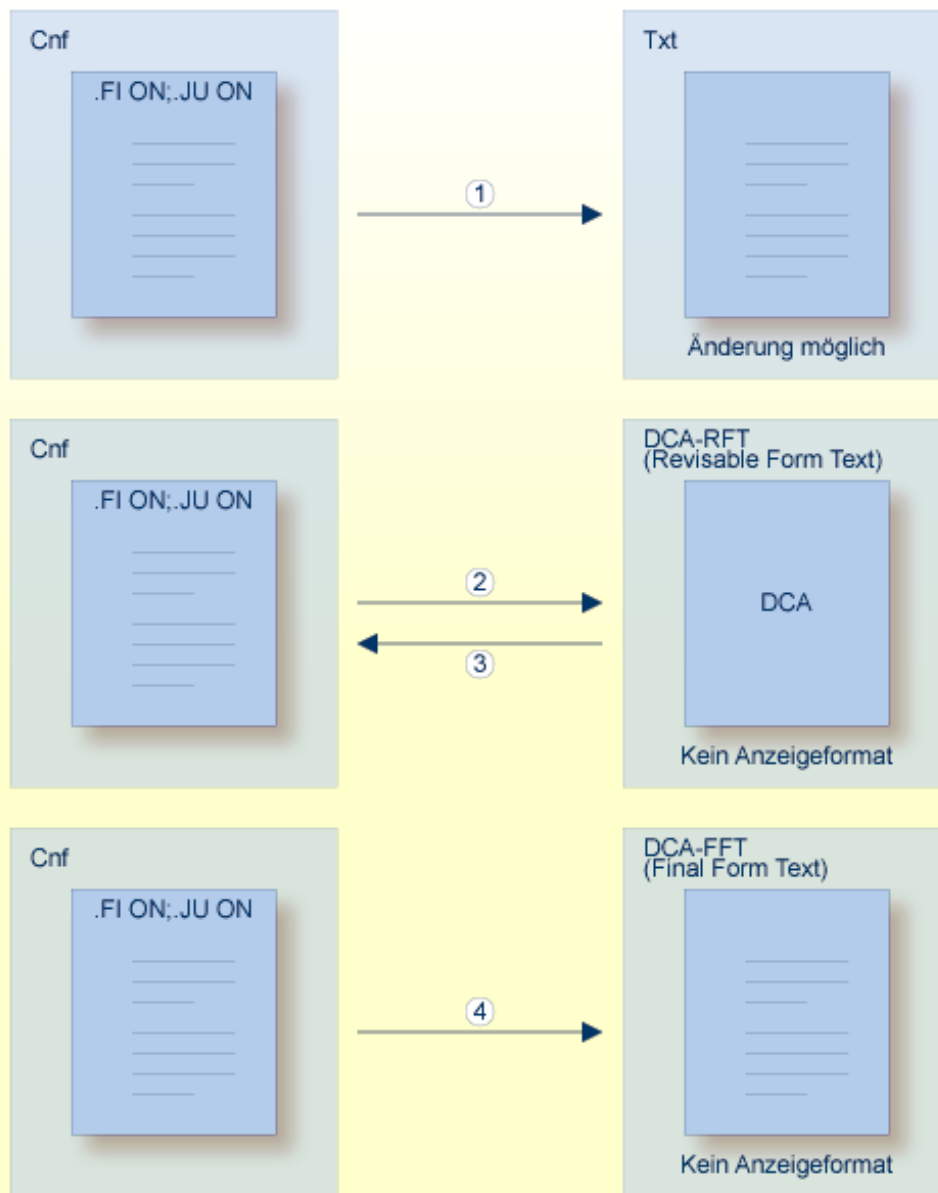 Cnf
Txt
.FI ON;.JU ON
1
Änderung möglich
Cnf
DCA-RFT
(Revisable Form Text)
.FI ON;.JU ON
2
DCA
3
Kein Anzeigeformat
Cnf
DCA-FFT
(Final Form Text)
.FI ON;.JU ON
4
Kein Anzeigeformat